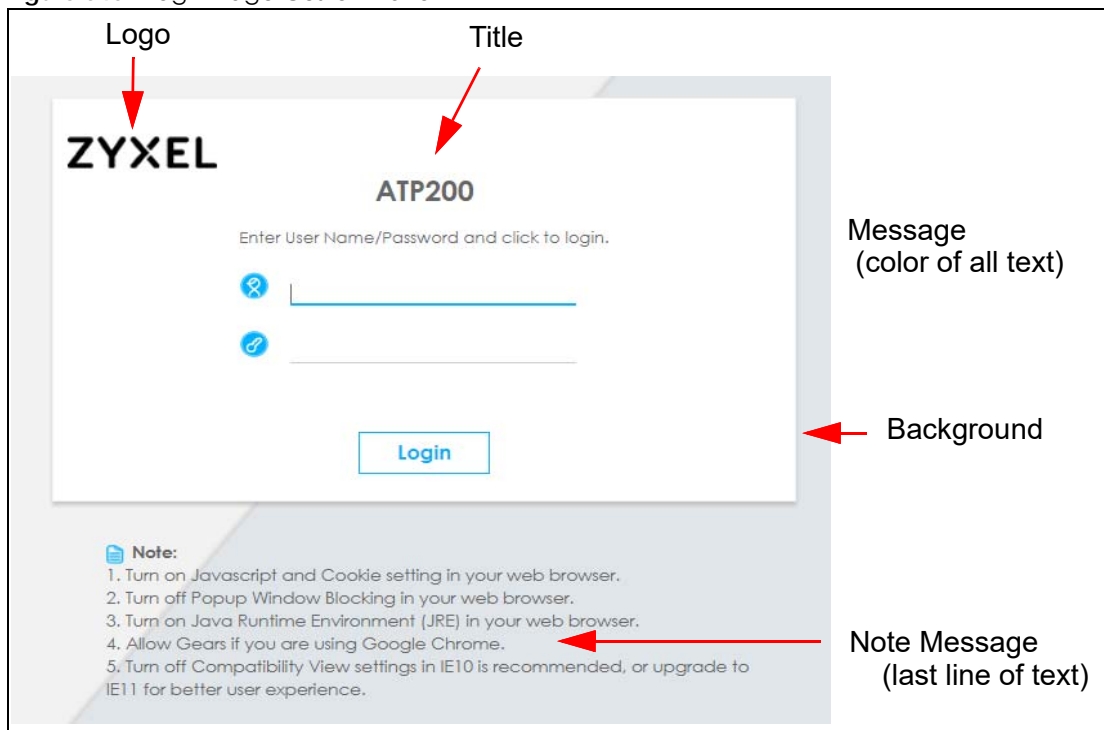 Logo
Title
ZYXEL
ATP200
Enter User Name/Password and click to login.
Message
(color of all text)
Login
Background
Note:
1. Turn on Javascript and Cookie setting in your web browser.
2. Turn off Popup Window Blocking in your web browser.
3. Turn on Java Runtime Environment (JRE) in your web browser.
4. Allow Gears if you are using Google Chrome.
5. Turn off Compatibility View settings in IE10 is recommended, or upgrade to
IE11 for better user experience.
Note Message
(last line of text)